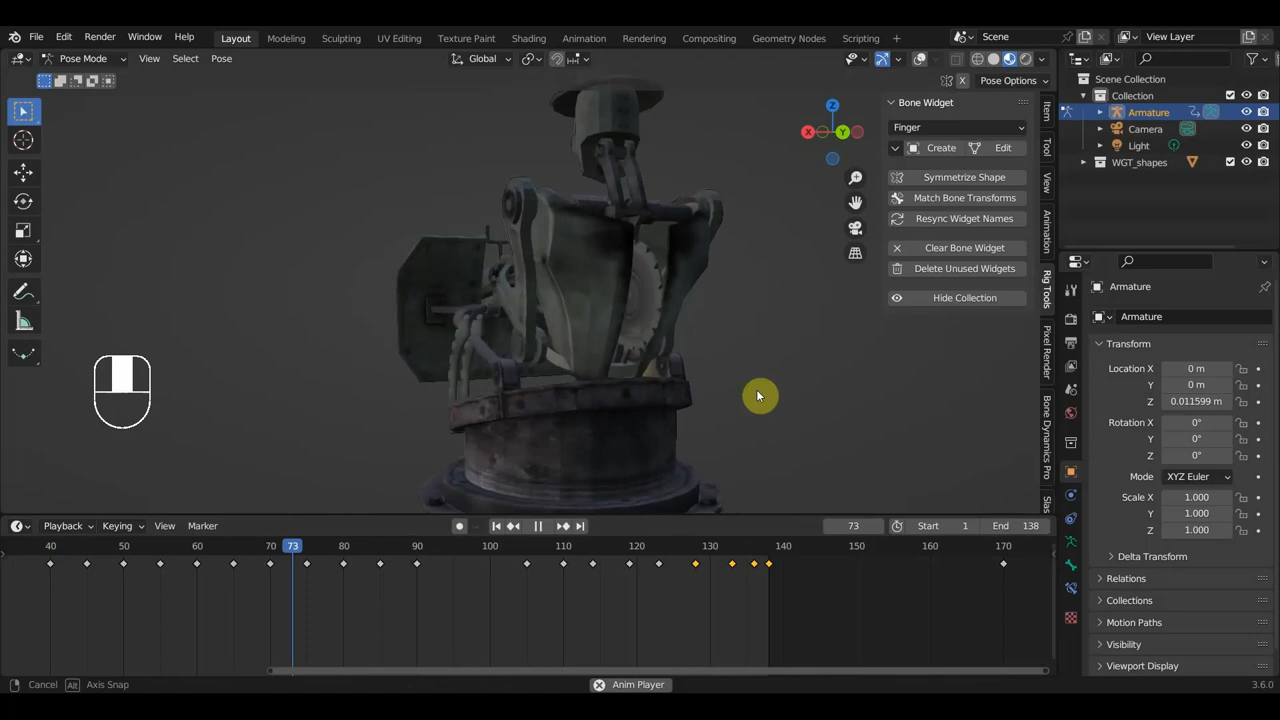 File Edit Render Window Help Layout Modeling Sculpting UV Editing Texture Paint Shading Animation Rendering Compositing Geometry Nodes Scripting + Scene View Layer
Pose Mode View Select Pose Global
X Pose Options
Scene Collection
Collection
Armature
Camera
Light
WGT_shapes
Bone Widget
Finger
Create Edit
Symmetrize Shape
Match Bone Transforms
Resync Widget Names
Clear Bone Widget
Delete Unused Widgets
Hide Collection
Z
X Y
Item
Tool
View
Animation
Rig Tools
Pixel Render
Bone Dynamics Pro
Slas
Armature
Armature
Transform
Location X 0 m
Y 0 m
Z 0.011599 m
Rotation X 0°
Y 0°
Z 0°
Mode XYZ Euler
Scale X 1.000
Y 1.000
Z 1.000
Delta Transform
Relations
Collections
Motion Paths
Visibility
Viewport Display
Playback Keying View Marker 73 Start 1 End 138
40 50 60 70 73 80 90 100 110 120 130 140 150 160 170
Cancel Alt Axis Snap Anim Player 3.6.0